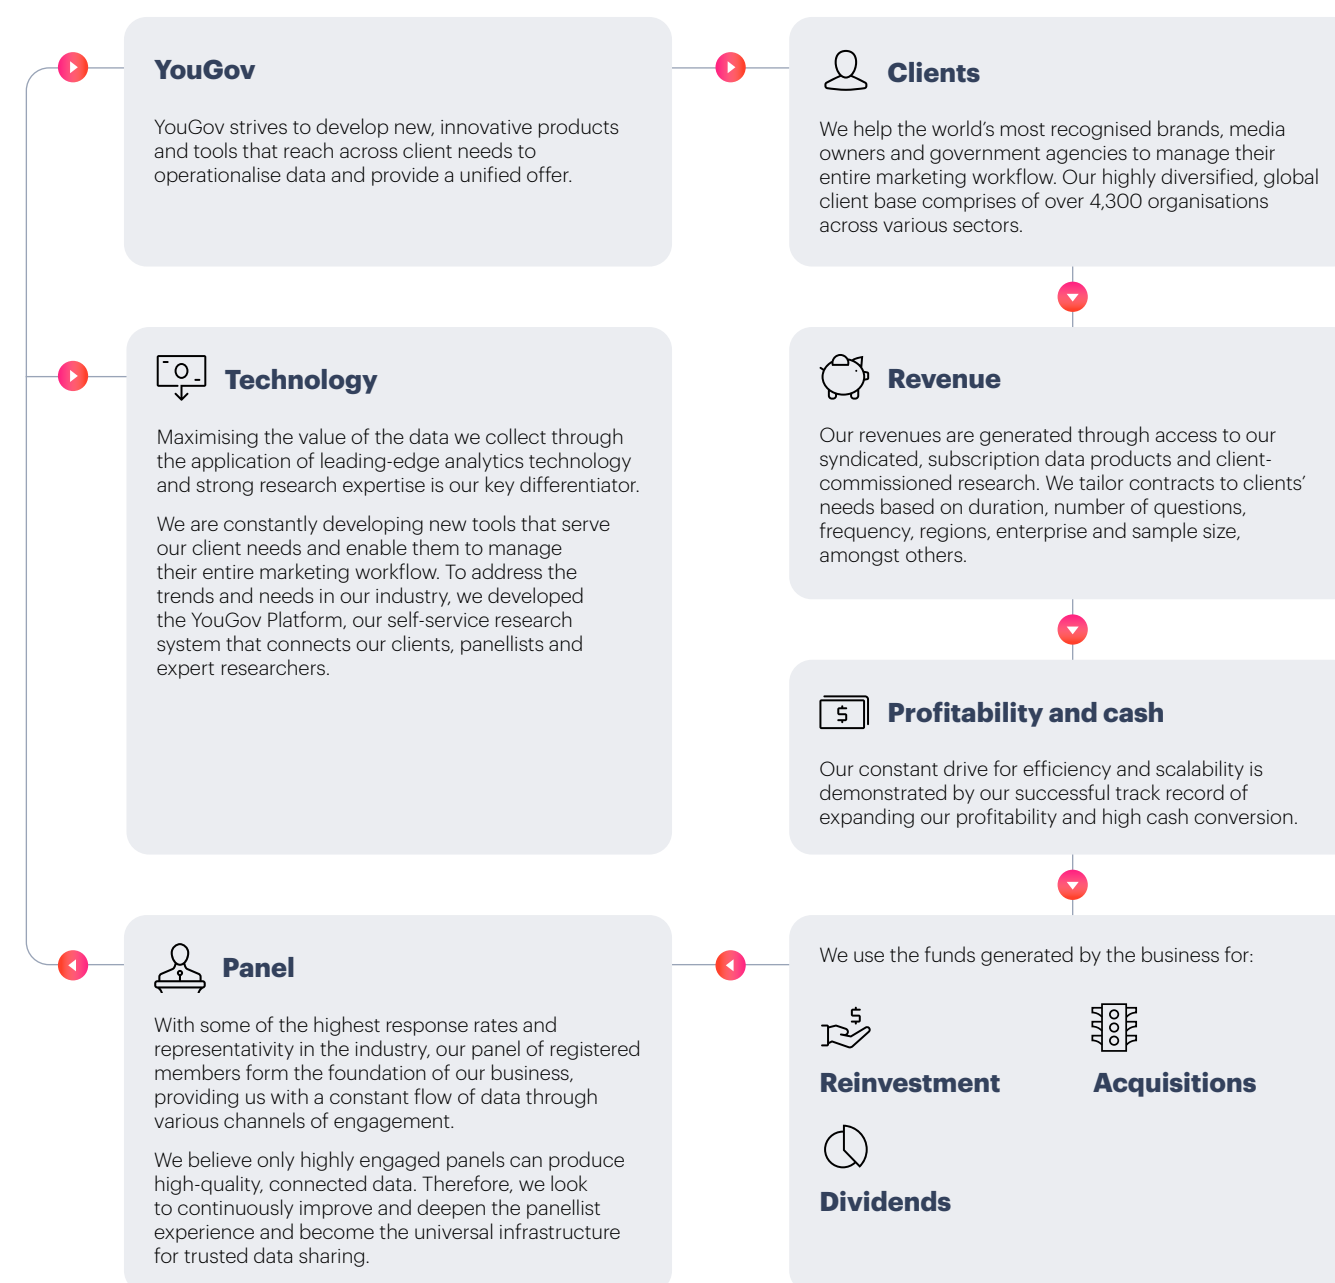 YouGov
YouGov strives to develop new, innovative products
and tools that reach across client needs to
operationalise data and provide a unified offer.
Clients
We help the world's most recognised brands, media
owners and government agencies to manage their
entire marketing workflow. Our highly diversified, global
client base comprises of over 4,300 organisations
across various sectors.
Technology
Maximising the value of the data we collect through
the application of leading-edge analytics technology
and strong research expertise is our key differentiator.
We are constantly developing new tools that serve
our client needs and enable them to manage
their entire marketing workflow. To address the
trends and needs in our industry, we developed
the YouGov Platform, our self-service research
system that connects our clients, panellists and
expert researchers.
Revenue
Our revenues are generated through access to our
syndicated, subscription data products and client-
commissioned research. We tailor contracts to clients'
needs based on duration, number of questions,
frequency, regions, enterprise and sample size,
amongst others.
Profitability and cash
Our constant drive for efficiency and scalability is
demonstrated by our successful track record of
expanding our profitability and high cash conversion.
Panel
With some of the highest response rates and
representativity in the industry, our panel of registered
members form the foundation of our business,
providing us with a constant flow of data through
various channels of engagement.
We believe only highly engaged panels can produce
high-quality, connected data. Therefore, we look
to continuously improve and deepen the panellist
experience and become the universal infrastructure
for trusted data sharing.
We use the funds generated by the business for:
Reinvestment
Acquisitions
Dividends